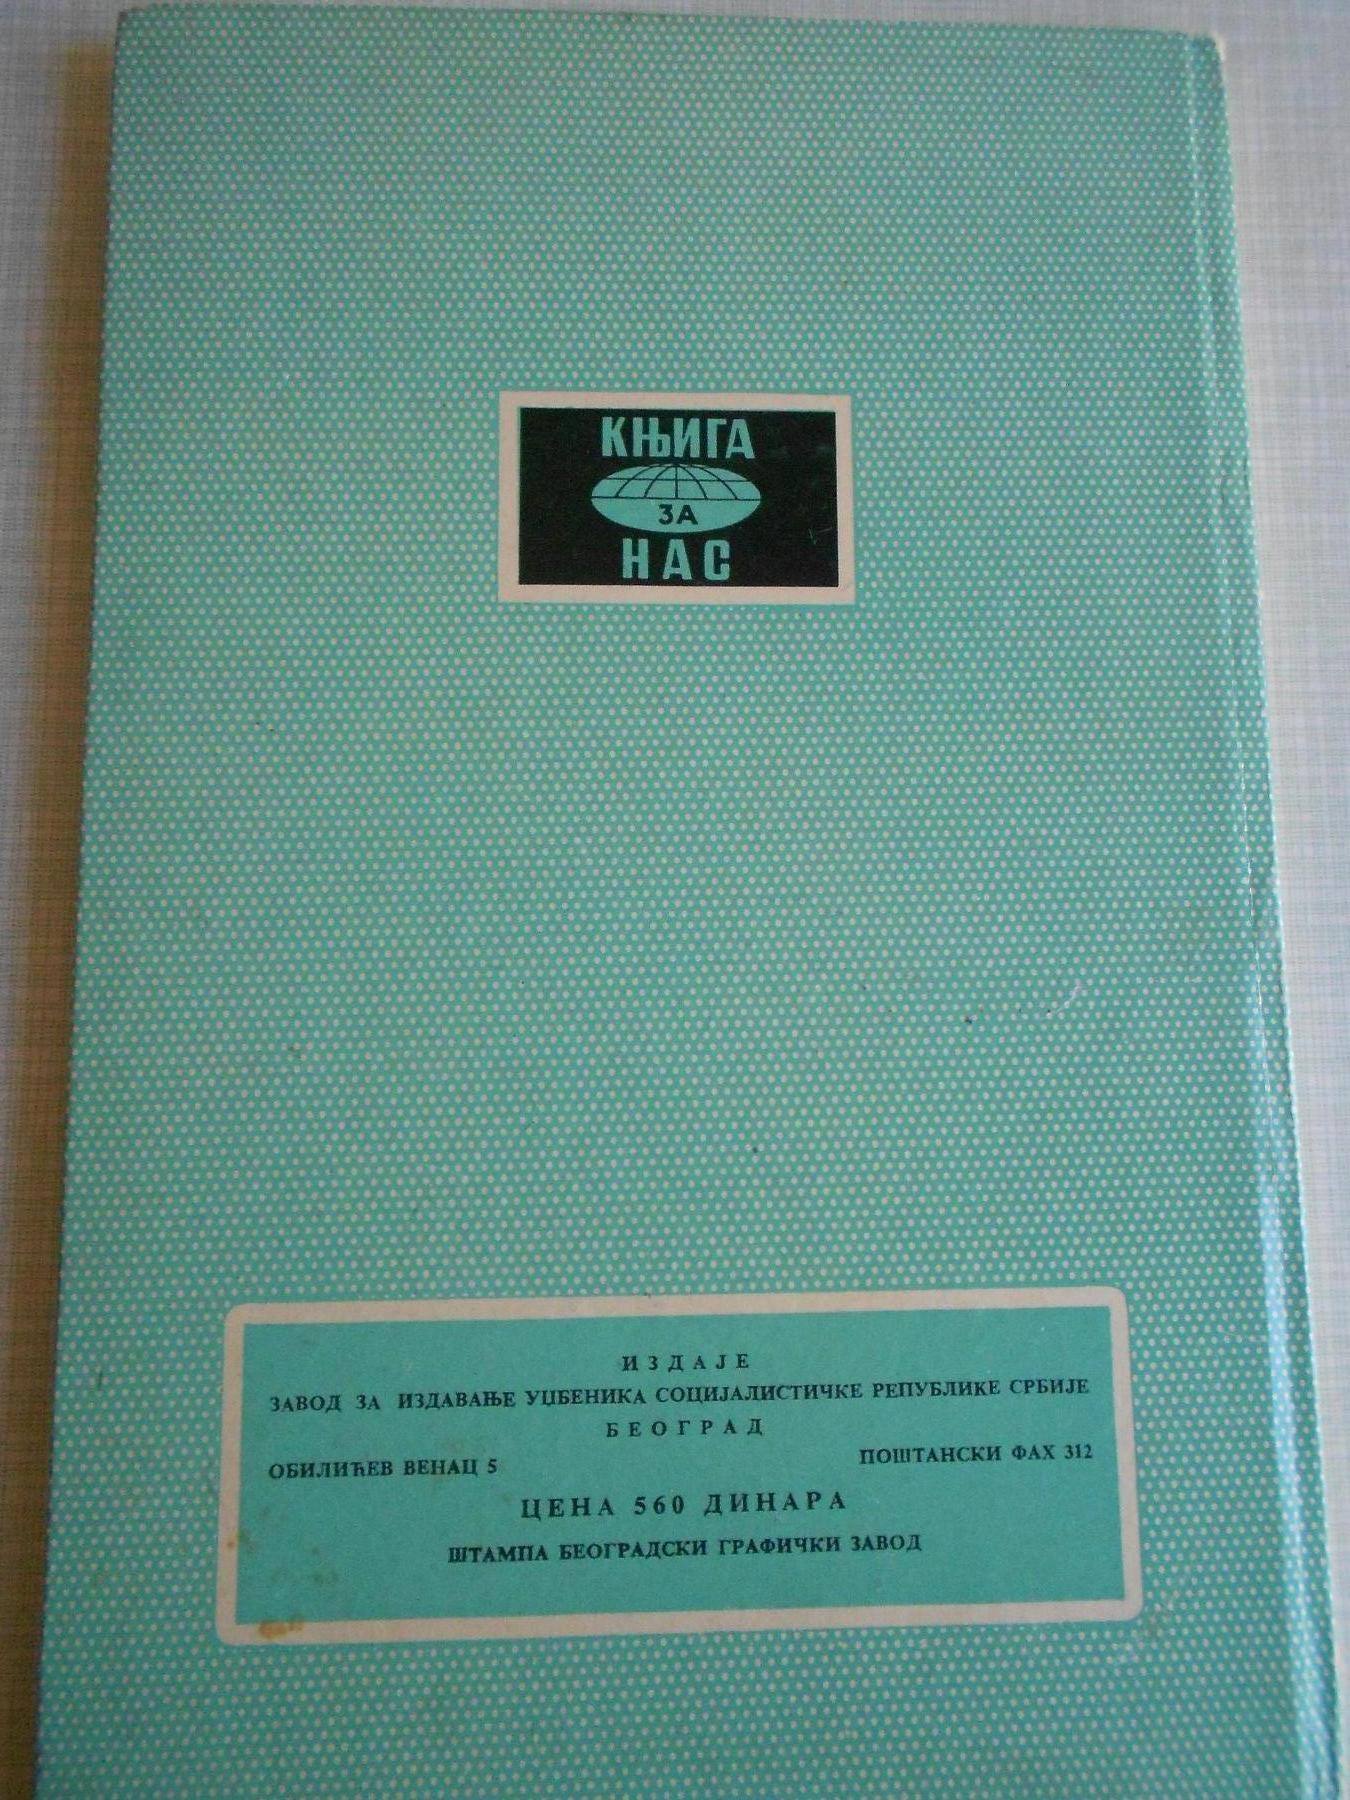 КЊИГА
ЗА
НАС
ИЗДАЈЕ
ЗАВОД ЗА ИЗДАВАЊЕ УЏБЕНИКА СОЦИЈАЛИСТИЧКЕ РЕПУБЛИКЕ СРБИЈЕ
БЕОГРАД
ОБИЛИЋЕВ ВЕНАЦ 5 ПОШТАНСКИ ФАХ 312
ЦЕНА 560 ДИНАРА
ШТАМПА БЕОГРАДСКИ ГРАФИЧКИ ЗАВОД